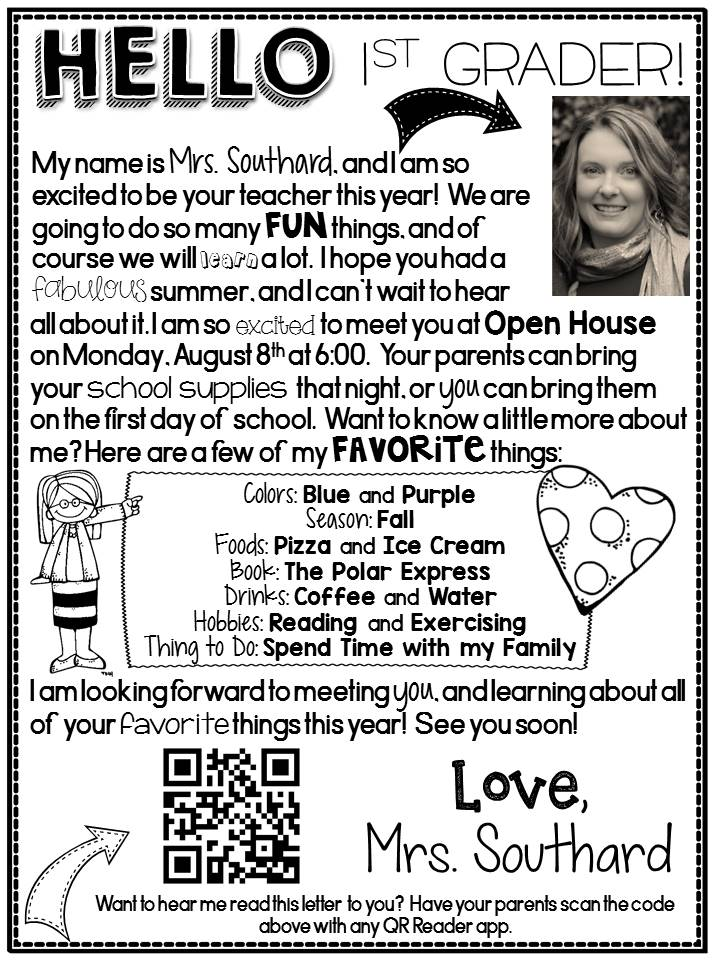 HELLO 1ST GRADER!
My name is Mrs. Southard, and I am so
excited to be your teacher this year! We are
going to do so many FUN things, and of
course we will learn a lot. I hope you had a
fabulous summer, and I can't wait to hear
all about it. I am so excited to meet you at Open House
on Monday, August 8th at 6:00. Your parents can bring
your school supplies that night, or you can bring them
on the first day of school. Want to know a little more about
me? Here are a few of my FAVORITE things:
Colors: Blue and Purple
Season: Fall
Foods: Pizza and Ice Cream
Book: The Polar Express
Drinks: Coffee and Water
Hobbies: Reading and Exercising
Thing to Do: Spend Time with my Family
I am looking forward to meeting you, and learning about all
of your favorite things this year! See you soon!
Love,
Mrs. Southard
Want to hear me read this letter to you? Have your parents scan the code
above with any QR Reader app.